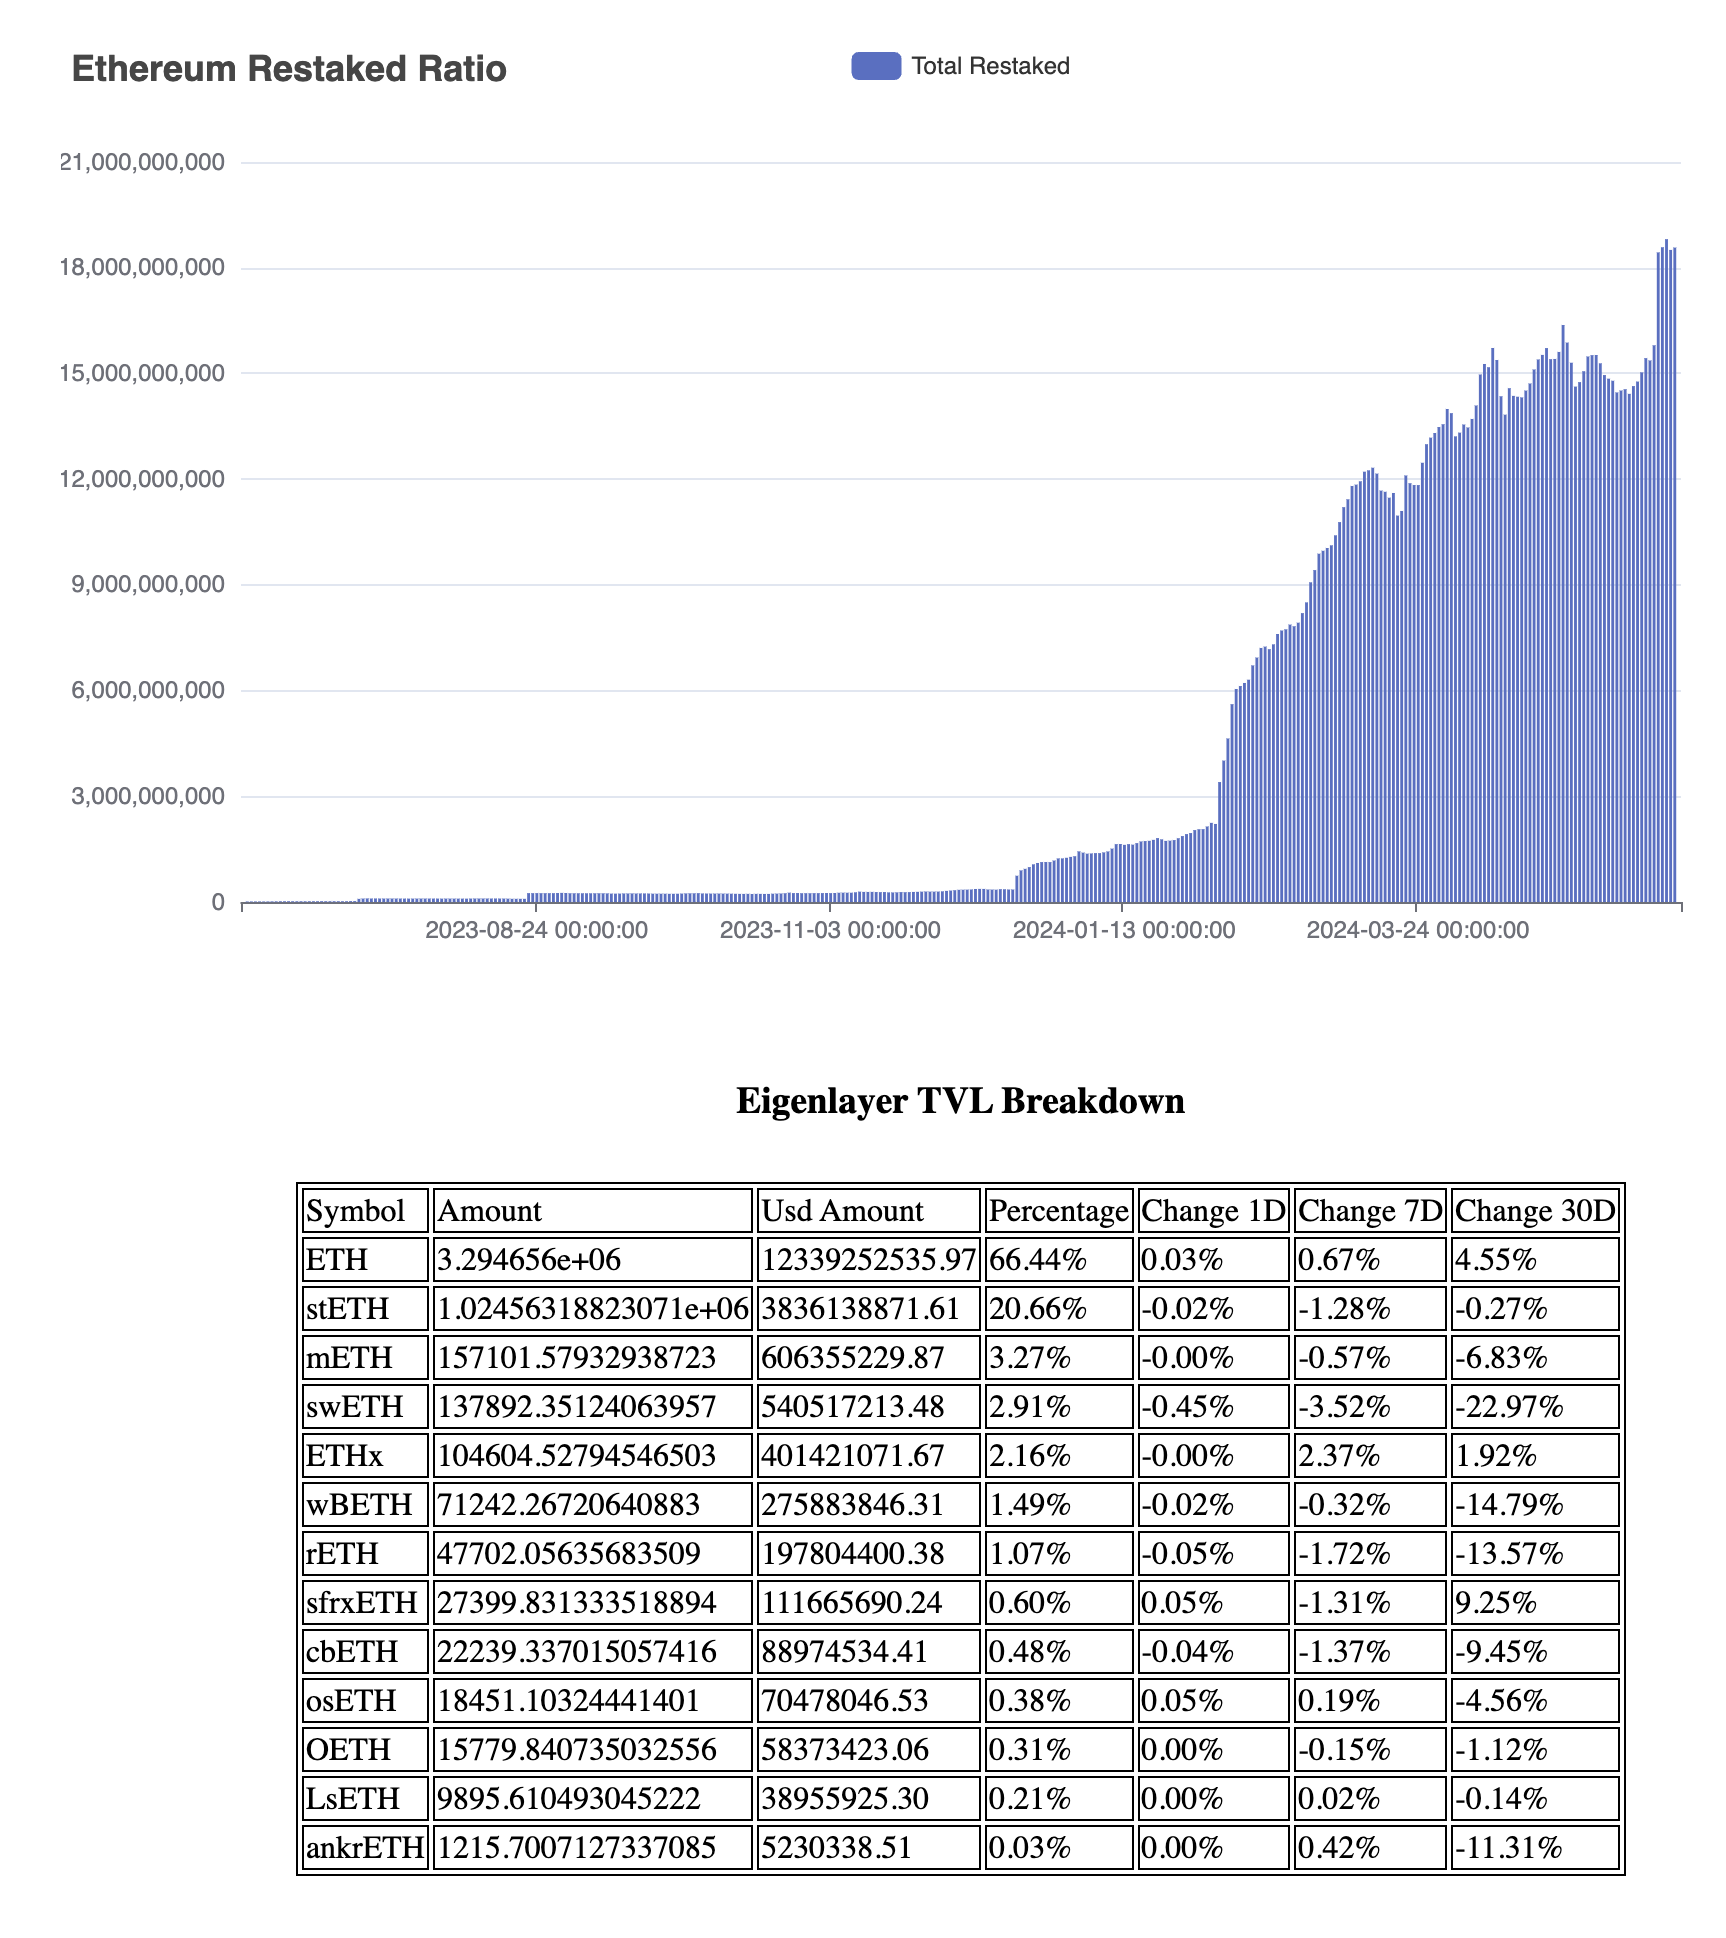 Ethereum Restaked Ratio
Total Restaked
21,000,000,000
18,000,000,000
15,000,000,000
12,000,000,000
9,000,000,000
6,000,000,000
3,000,000,000
0
2023-08-24 00:00:00 2023-11-03 00:00:00 2024-01-13 00:00:00 2024-03-24 00:00:00
Eigenlayer TVL Breakdown
Symbol Amount Usd Amount Percentage Change 1D Change 7D Change 30D
ETH 3.294656e+06 12339252535.97 66.44% 0.03% 0.67% 4.55%
stETH 1.02456318823071e+06 3836138871.61 20.66% -0.02% -1.28% -0.27%
mETH 157101.57932938723 606355229.87 3.27% -0.00% -0.57% -6.83%
swETH 137892.35124063957 540517213.48 2.91% -0.45% -3.52% -22.97%
ETHx 104604.52794546503 401421071.67 2.16% -0.00% 2.37% 1.92%
wBETH 71242.26720640883 275883846.31 1.49% -0.02% -0.32% -14.79%
rETH 47702.05635683509 197804400.38 1.07% -0.05% -1.72% -13.57%
sfrxETH 27399.831333518894 111665690.24 0.60% 0.05% -1.31% 9.25%
cbETH 22239.337015057416 88974534.41 0.48% -0.04% -1.37% -9.45%
osETH 18451.10324441401 70478046.53 0.38% 0.05% 0.19% -4.56%
OETH 15779.840735032556 58373423.06 0.31% 0.00% -0.15% -1.12%
LsETH 9895.610493045222 38955925.30 0.21% 0.00% 0.02% -0.14%
ankrETH 1215.7007127337085 5230338.51 0.03% 0.00% 0.42% -11.31%